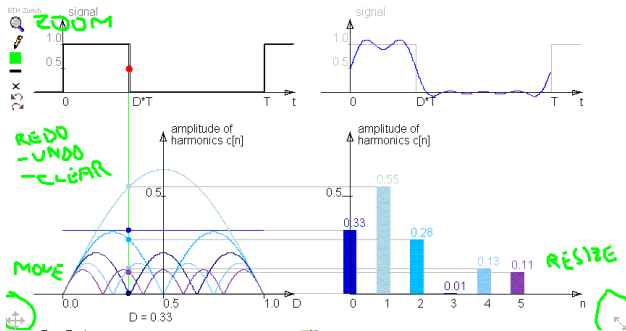 ETH Zurich
ZOOM
signal
1.0
0.5
0
D*T
T
t
signal
1.0
0.5
0
D*T
T
t
REDO
-UNDO
-CLEAR
MOVE
amplitude of
harmonics c[n]
0.5
0.0
0.5
1.0
D
D = 0.33
amplitude of
harmonics c[n]
0.5
0.33
0.55
0.28
0.01
0.13
0.11
0
1
2
3
4
5
n
RESIZE